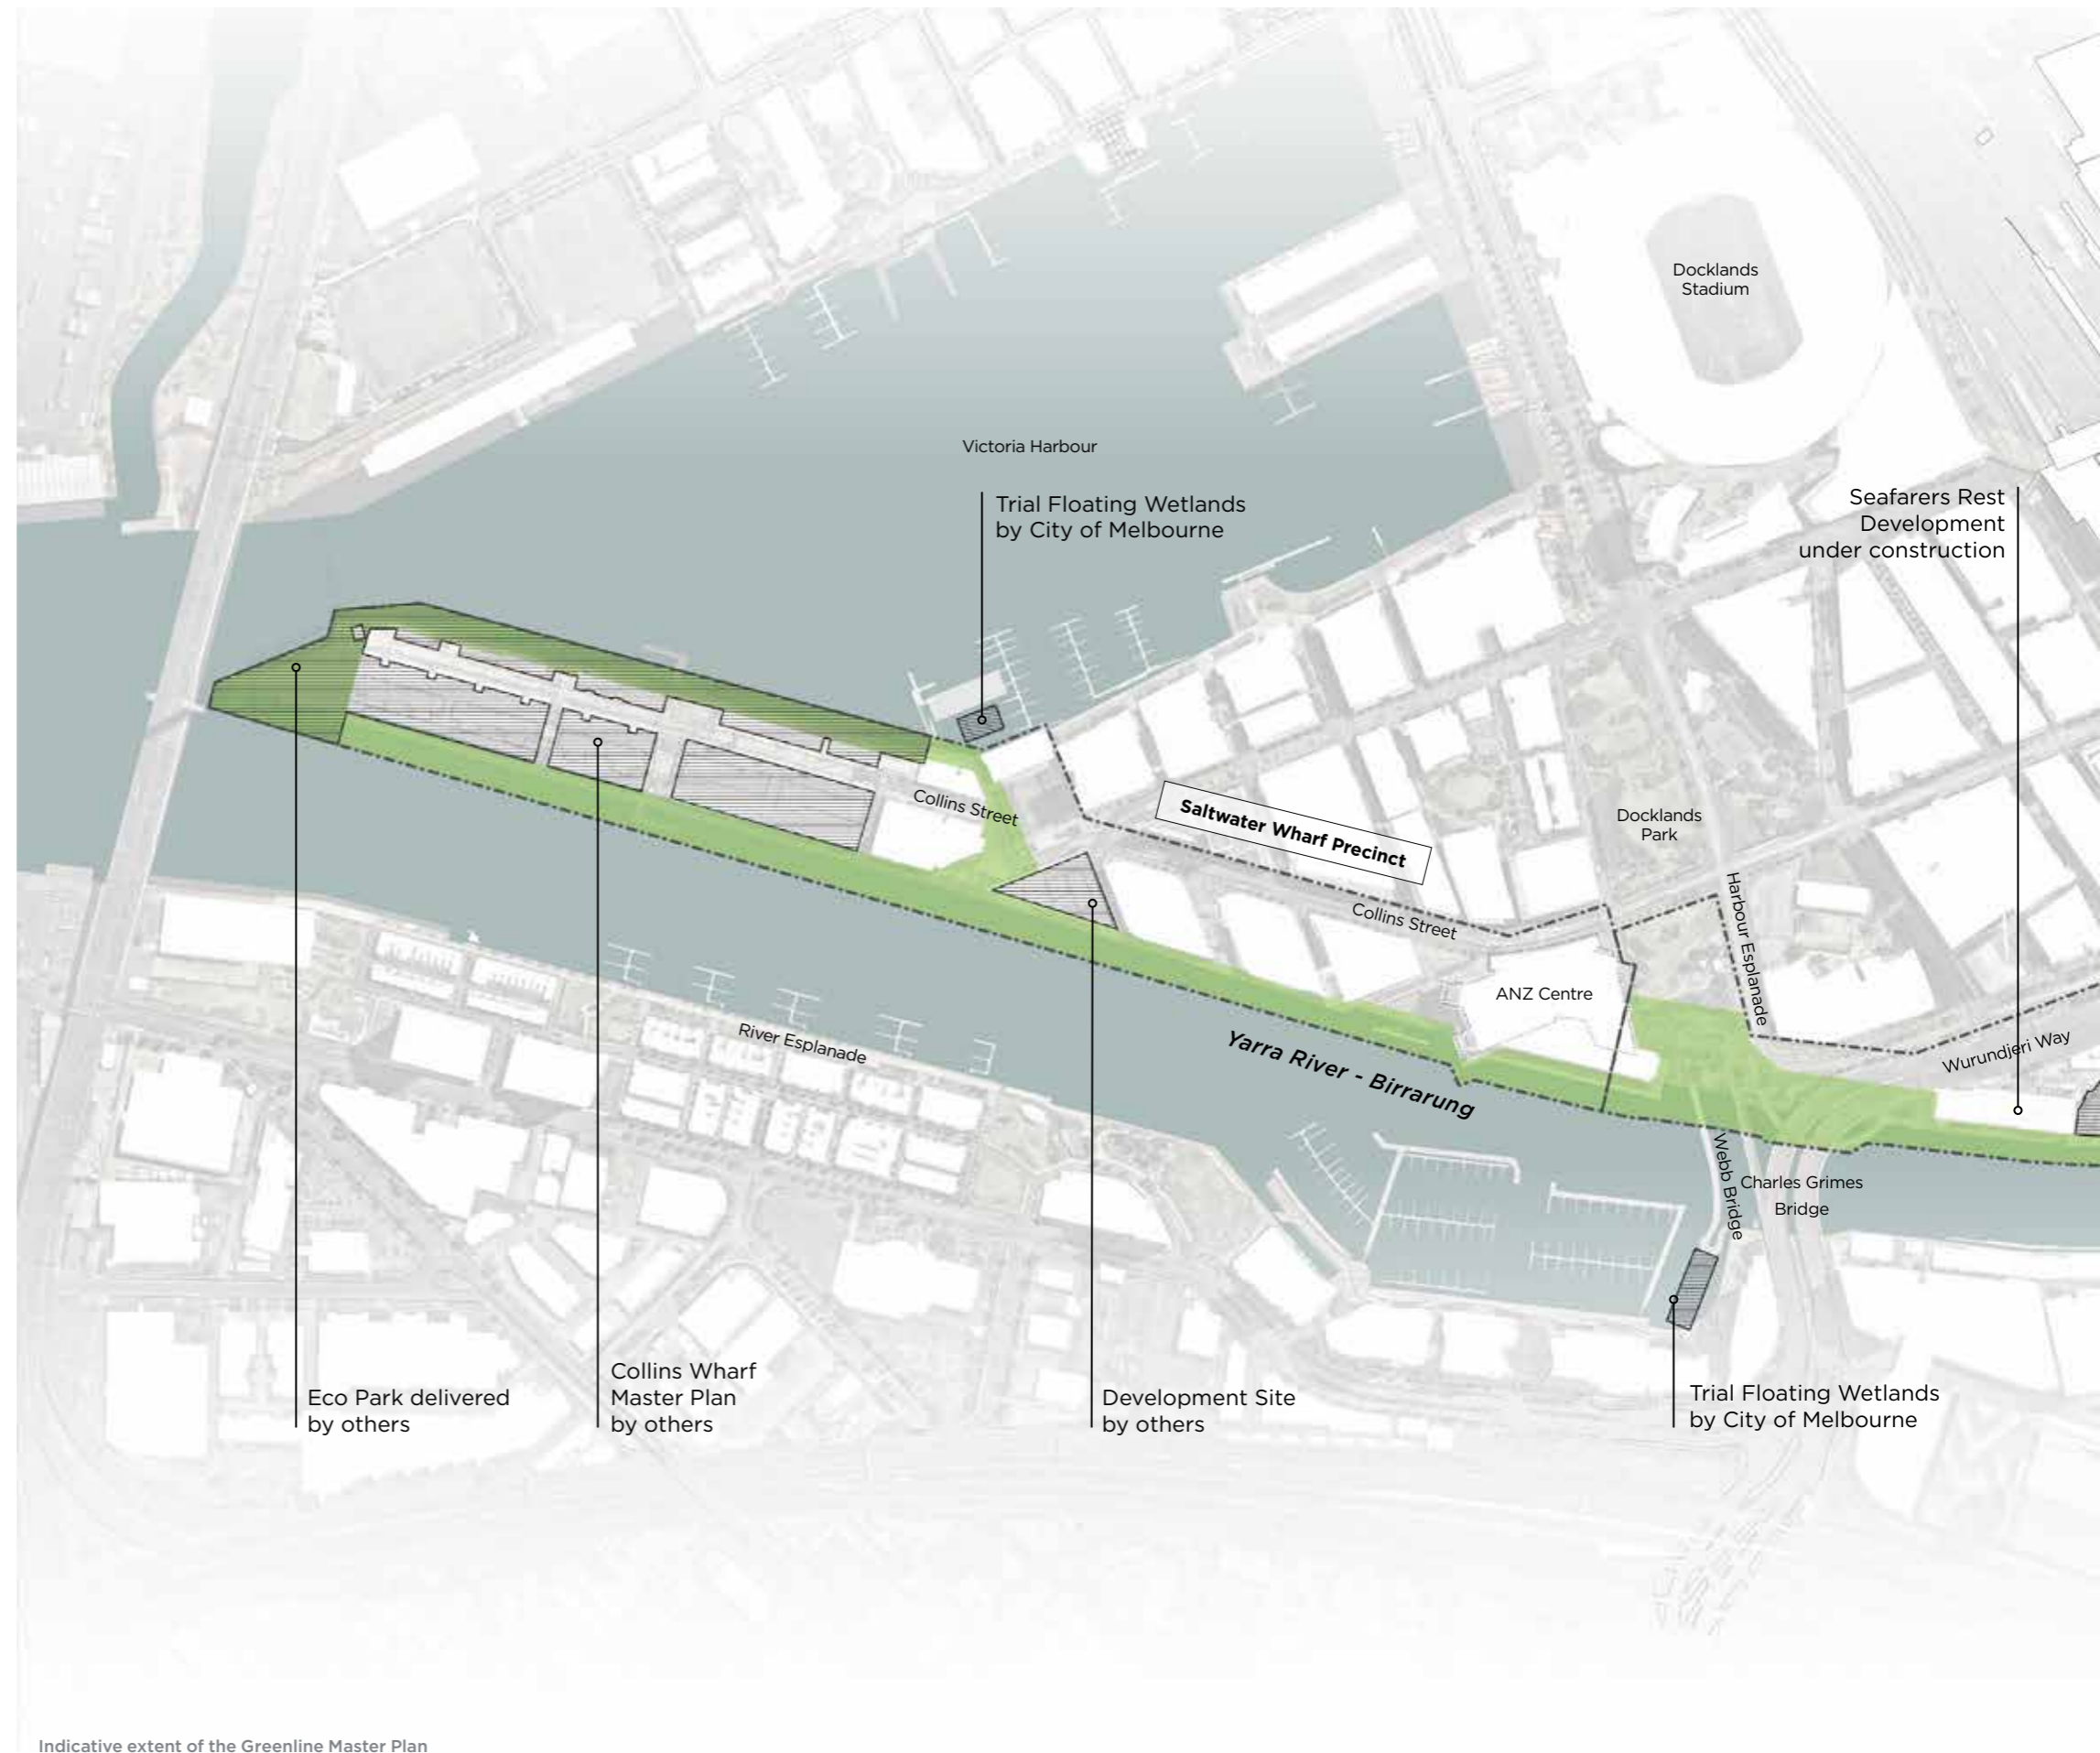 Docklands
Stadium
Victoria Harbour
Trial Floating Wetlands
by City of Melbourne
Seafarers Rest
Development
under construction
Collins Street
Saltwater Wharf Precinct
Docklands
Park
Collins Street
Harbour Esplanade
ANZ Centre
River Esplanade
Yarra River - Birrarung
Wurundjeri Way
Webb Bridge
Charles Grimes
Bridge
Eco Park delivered
by others
Collins Wharf
Master Plan
by others
Development Site
by others
Trial Floating Wetlands
by City of Melbourne
Indicative extent of the Greenline Master Plan